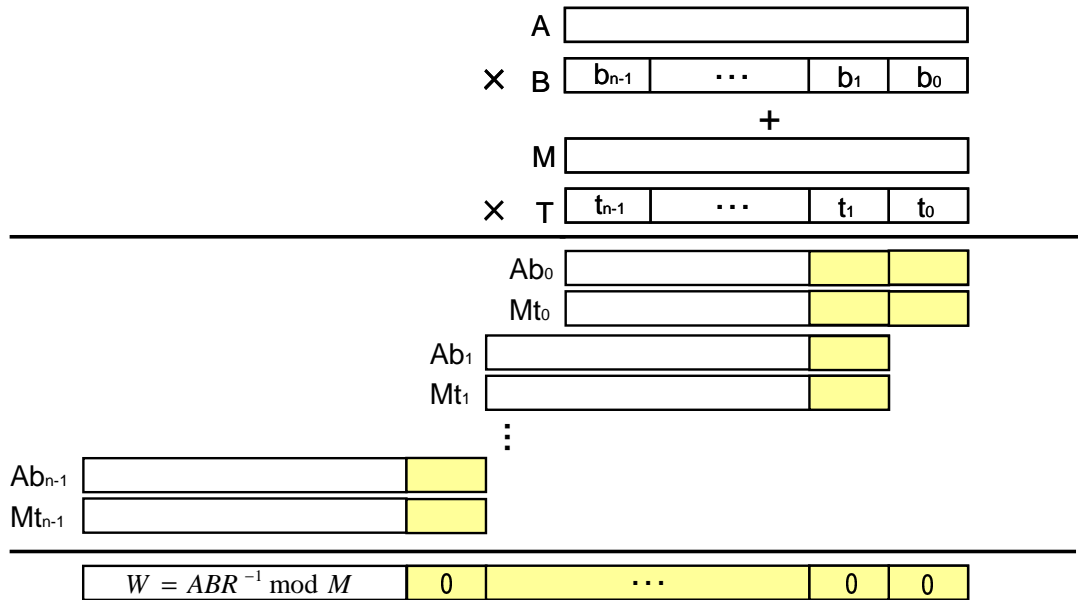 A
× B b₍n-1₎ ··· b₁ b₀
+
M
× T t₍n-1₎ ··· t₁ t₀
Ab₀
Mt₀
Ab₁
Mt₁
⋮
Ab₍n-1₎
Mt₍n-1₎
W = ABR⁻¹ mod M 0 ··· 0 0